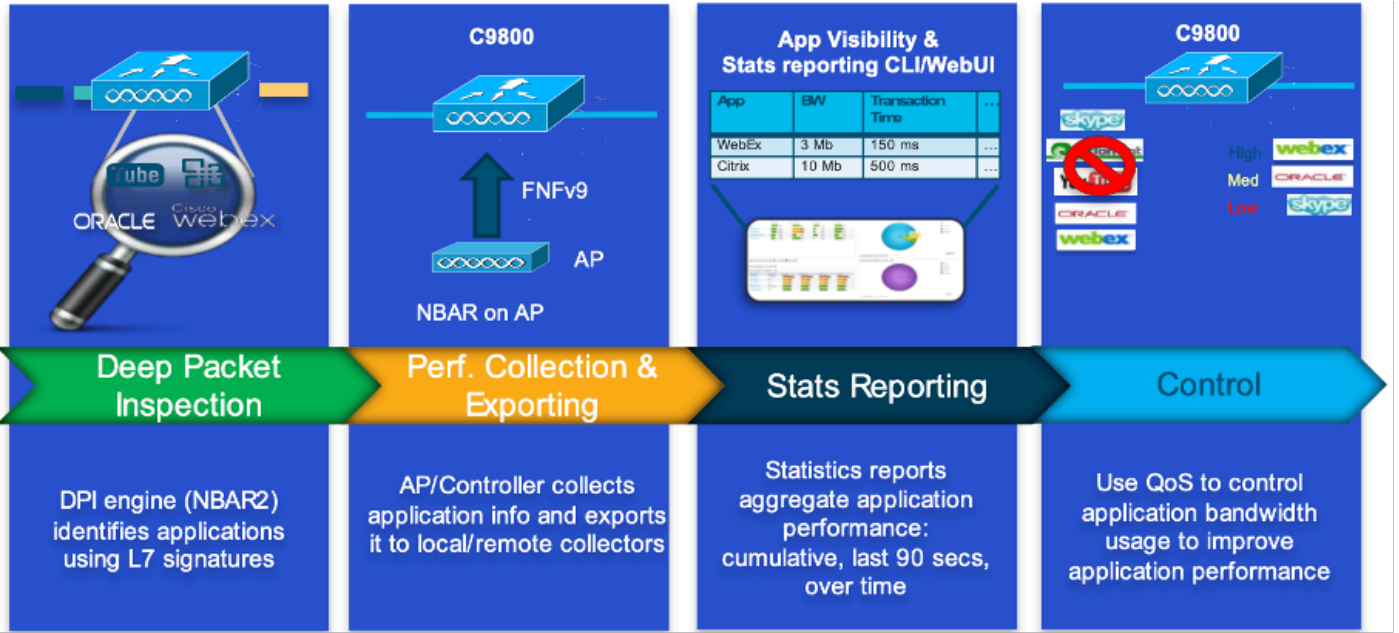 C9800
App Visibility &
Stats reporting CLI/WebUI
C9800
App BW Transaction Time ...
WebEx 3 Mb 150 ms ...
Citrix 10 Mb 500 ms ...
Tube
ORACLE
Cisco
webex
FNFv9
AP
NBAR on AP
skype
YouTube
ORACLE
webex
High webex
Med ORACLE
Low skype
Deep Packet
Inspection
Perf. Collection &
Exporting
Stats Reporting
Control
DPI engine (NBAR2)
identifies applications
using L7 signatures
AP/Controller collects
application info and exports
it to local/remote collectors
Statistics reports
aggregate application
performance:
cumulative, last 90 secs,
over time
Use QoS to control
application bandwidth
usage to improve
application performance